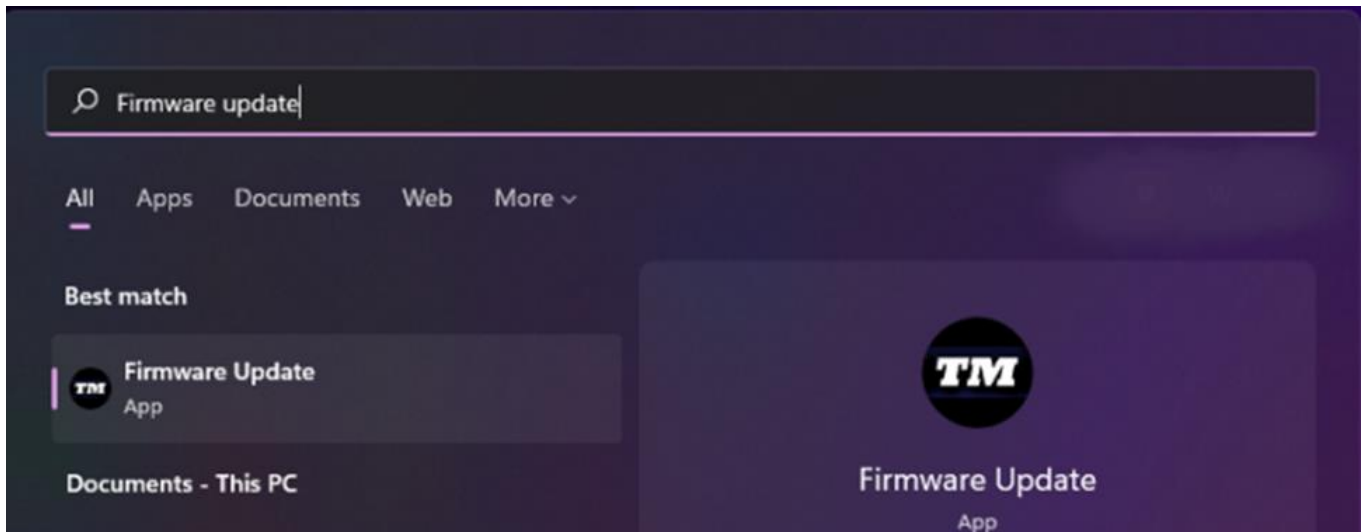 Firmware update
All Apps Documents Web More
Best match
TM
Firmware Update
App
Documents - This PC
TM
Firmware Update
App